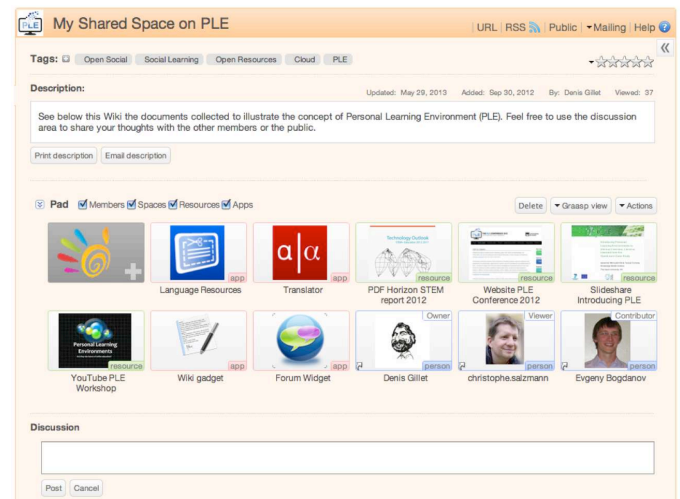 PLE My Shared Space on PLE URL RSS Public Mailing Help ?
Tags: Open Social Social Learning Open Resources Cloud PLE
Description: Updated: May 29, 2013 Added: Sep 30, 2012 By: Denis Gillet Viewed: 37
See below this Wiki the documents collected to illustrate the concept of Personal Learning Environment (PLE). Feel free to use the discussion
area to share your thoughts with the other members or the public.
Print description Email description
Pad Members Spaces Resources Apps Delete Graasp view Actions
a|α
Technology Outlook
app app resource resource resource
Language Resources Translator PDF Horizon STEM Website PLE Slideshare
report 2012 Conference 2012 Introducing PLE
Owner Viewer Contributor
Personal Learning
Environments
resource app app person person person
YouTube PLE Wiki gadget Forum Widget Denis Gillet christophe.salzmann Evgeny Bogdanov
Workshop
Discussion
Post Cancel